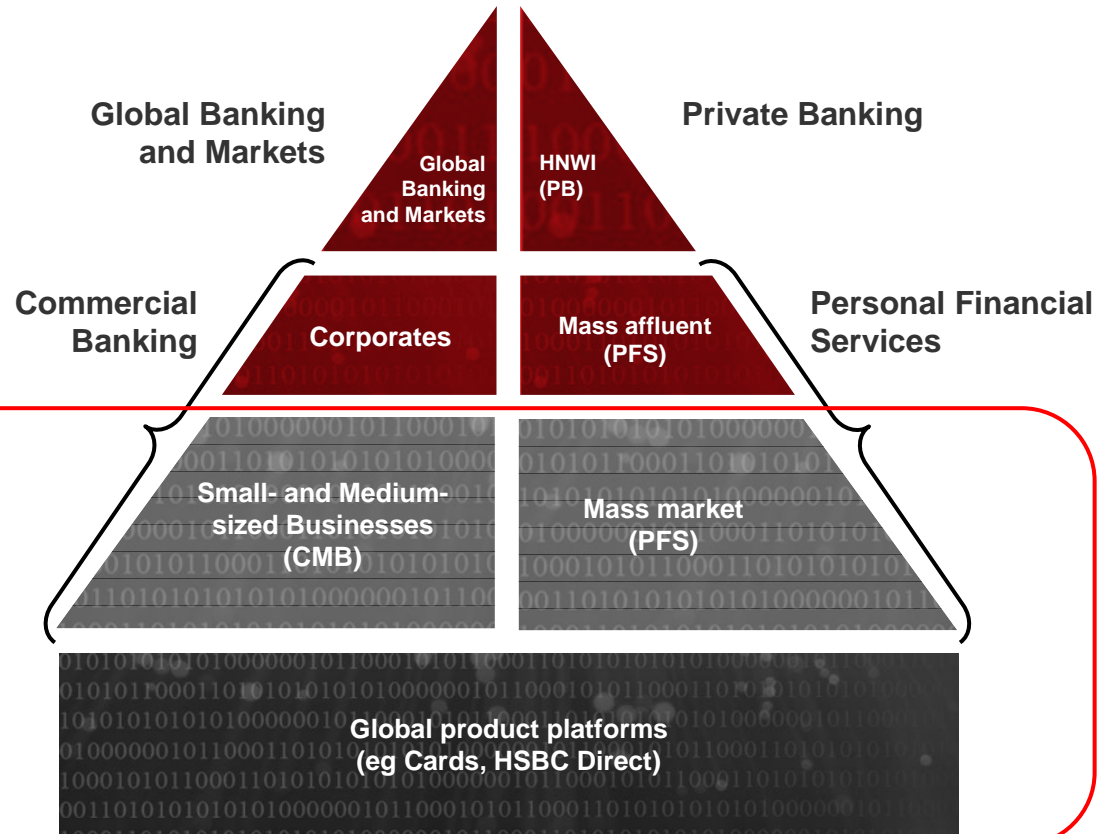 Global Banking
and Markets
Private Banking
Global
Banking
and Markets
HNWI
(PB)
Commercial
Banking
Personal Financial
Services
Corporates
Mass affluent
(PFS)
Small- and Medium-
sized Businesses
(CMB)
Mass market
(PFS)
Global product platforms
(eg Cards, HSBC Direct)